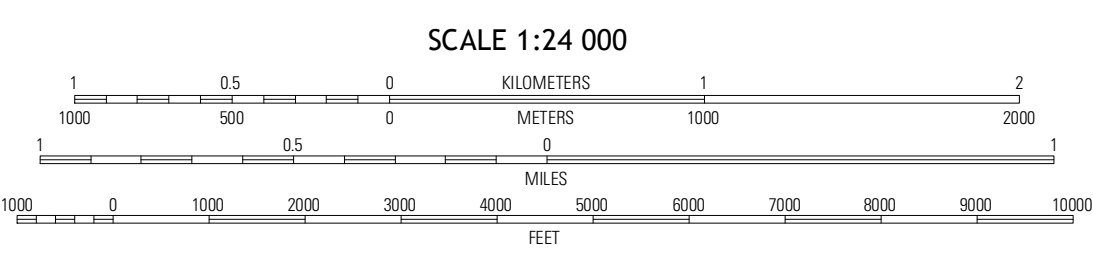 SCALE 1:24 000
1 0.5 0 KILOMETERS 1 2
1000 500 0 METERS 1000 2000
1 0.5 0 1
MILES
1000 0 1000 2000 3000 4000 5000 6000 7000 8000 9000 10000
FEET